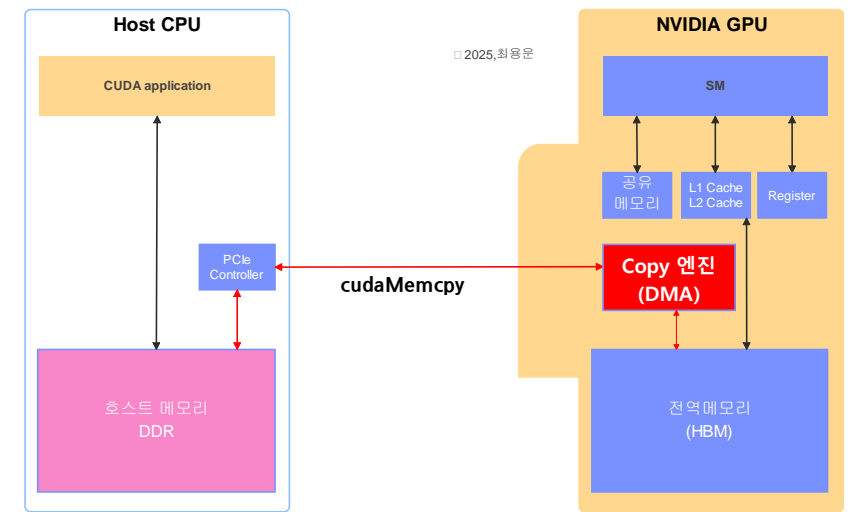 Host CPU
NVIDIA GPU
□ 2025,최용운
CUDA application
SM
공유
메모리
L1 Cache
L2 Cache
Register
PCIe
Controller
Copy 엔진
(DMA)
cudaMemcpy
호스트 메모리
DDR
전역메모리
(HBM)